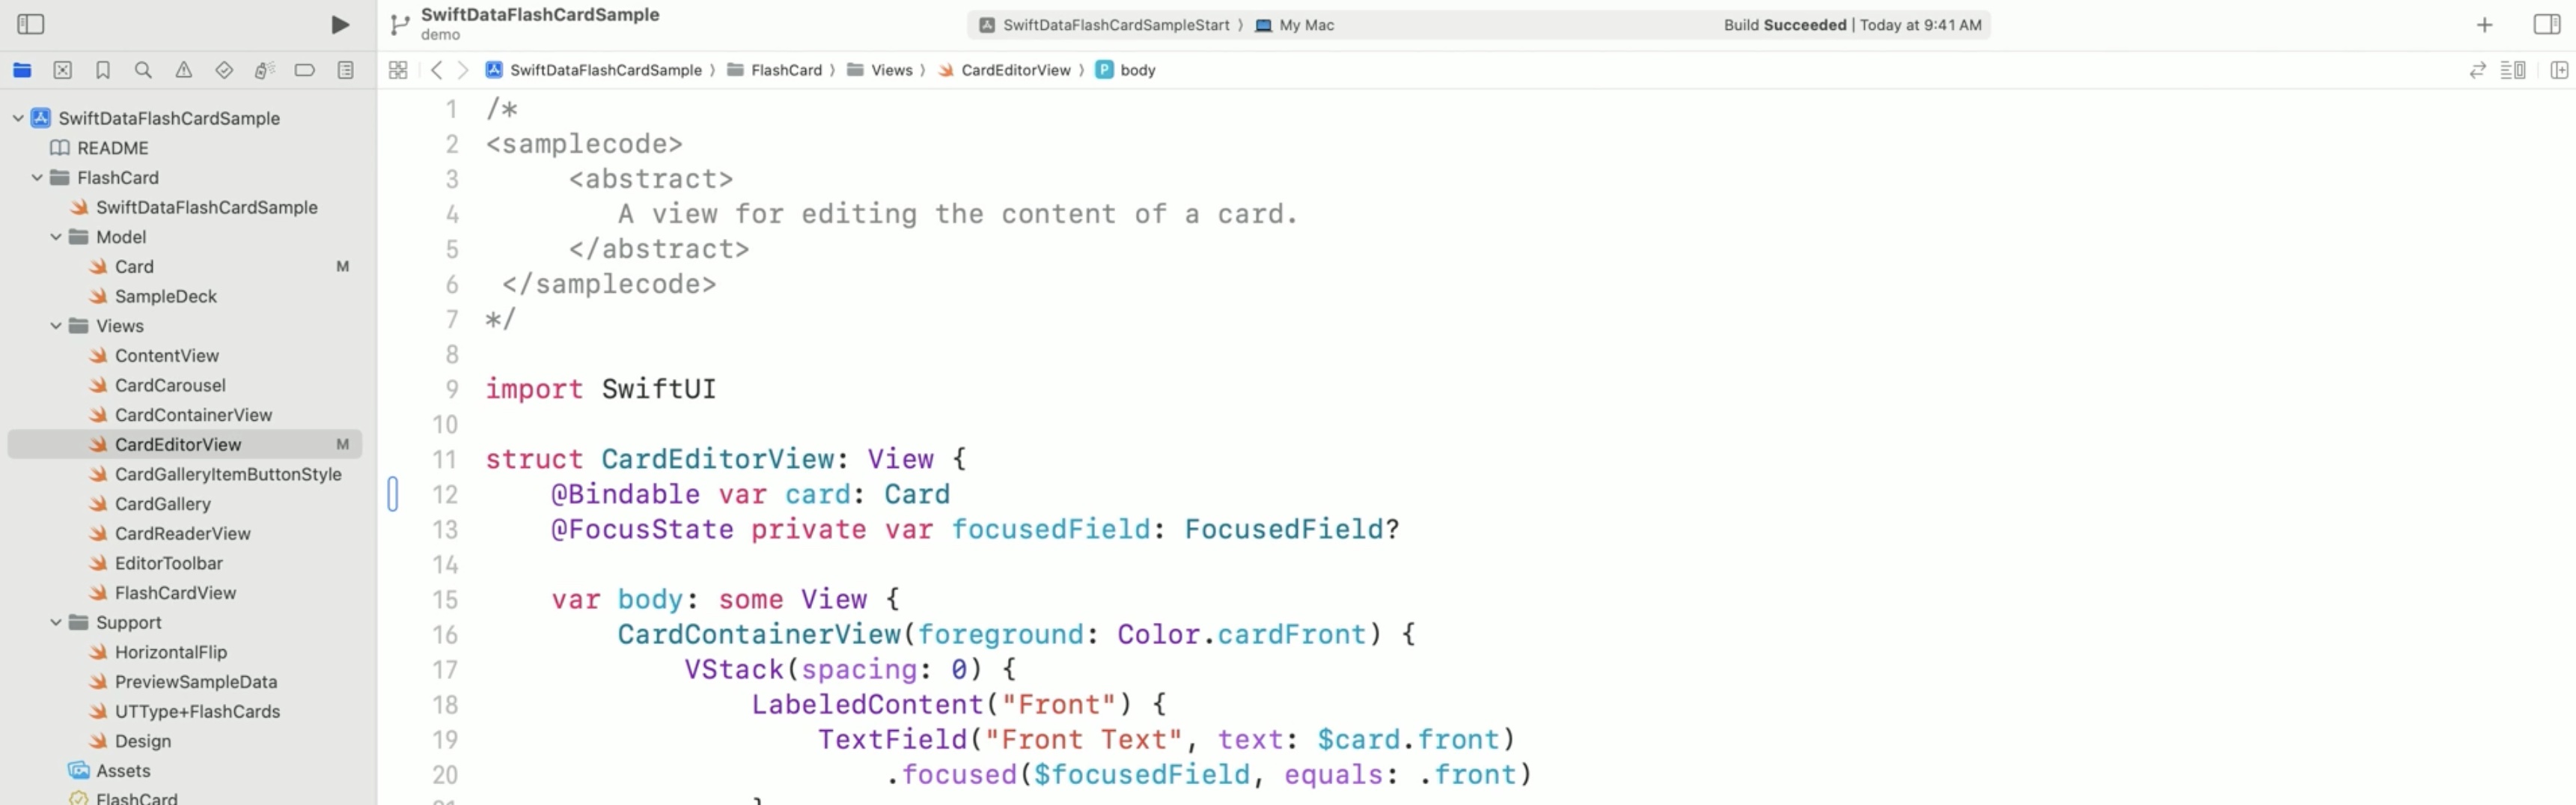 SwiftDataFlashCardSample
demo
SwiftDataFlashCardSampleStart 〉 My Mac
Build Succeeded | Today at 9:41 AM
SwiftDataFlashCardSample 〉 FlashCard 〉 Views 〉 CardEditorView 〉 P body
SwiftDataFlashCardSample
README
FlashCard
SwiftDataFlashCardSample
Model
Card M
SampleDeck
Views
ContentView
CardCarousel
CardContainerView
CardEditorView M
CardGalleryItemButtonStyle
CardGallery
CardReaderView
EditorToolbar
FlashCardView
Support
HorizontalFlip
PreviewSampleData
UTType+FlashCards
Design
Assets
FlashCard
1 /*
2 <samplecode>
3 <abstract>
4 A view for editing the content of a card.
5 </abstract>
6 </samplecode>
7 */
8
9 import SwiftUI
10
11 struct CardEditorView: View {
12 @Bindable var card: Card
13 @FocusState private var focusedField: FocusedField?
14
15 var body: some View {
16 CardContainerView(foreground: Color.cardFront) {
17 VStack(spacing: 0) {
18 LabeledContent("Front") {
19 TextField("Front Text", text: $card.front)
20 .focused($focusedField, equals: .front)